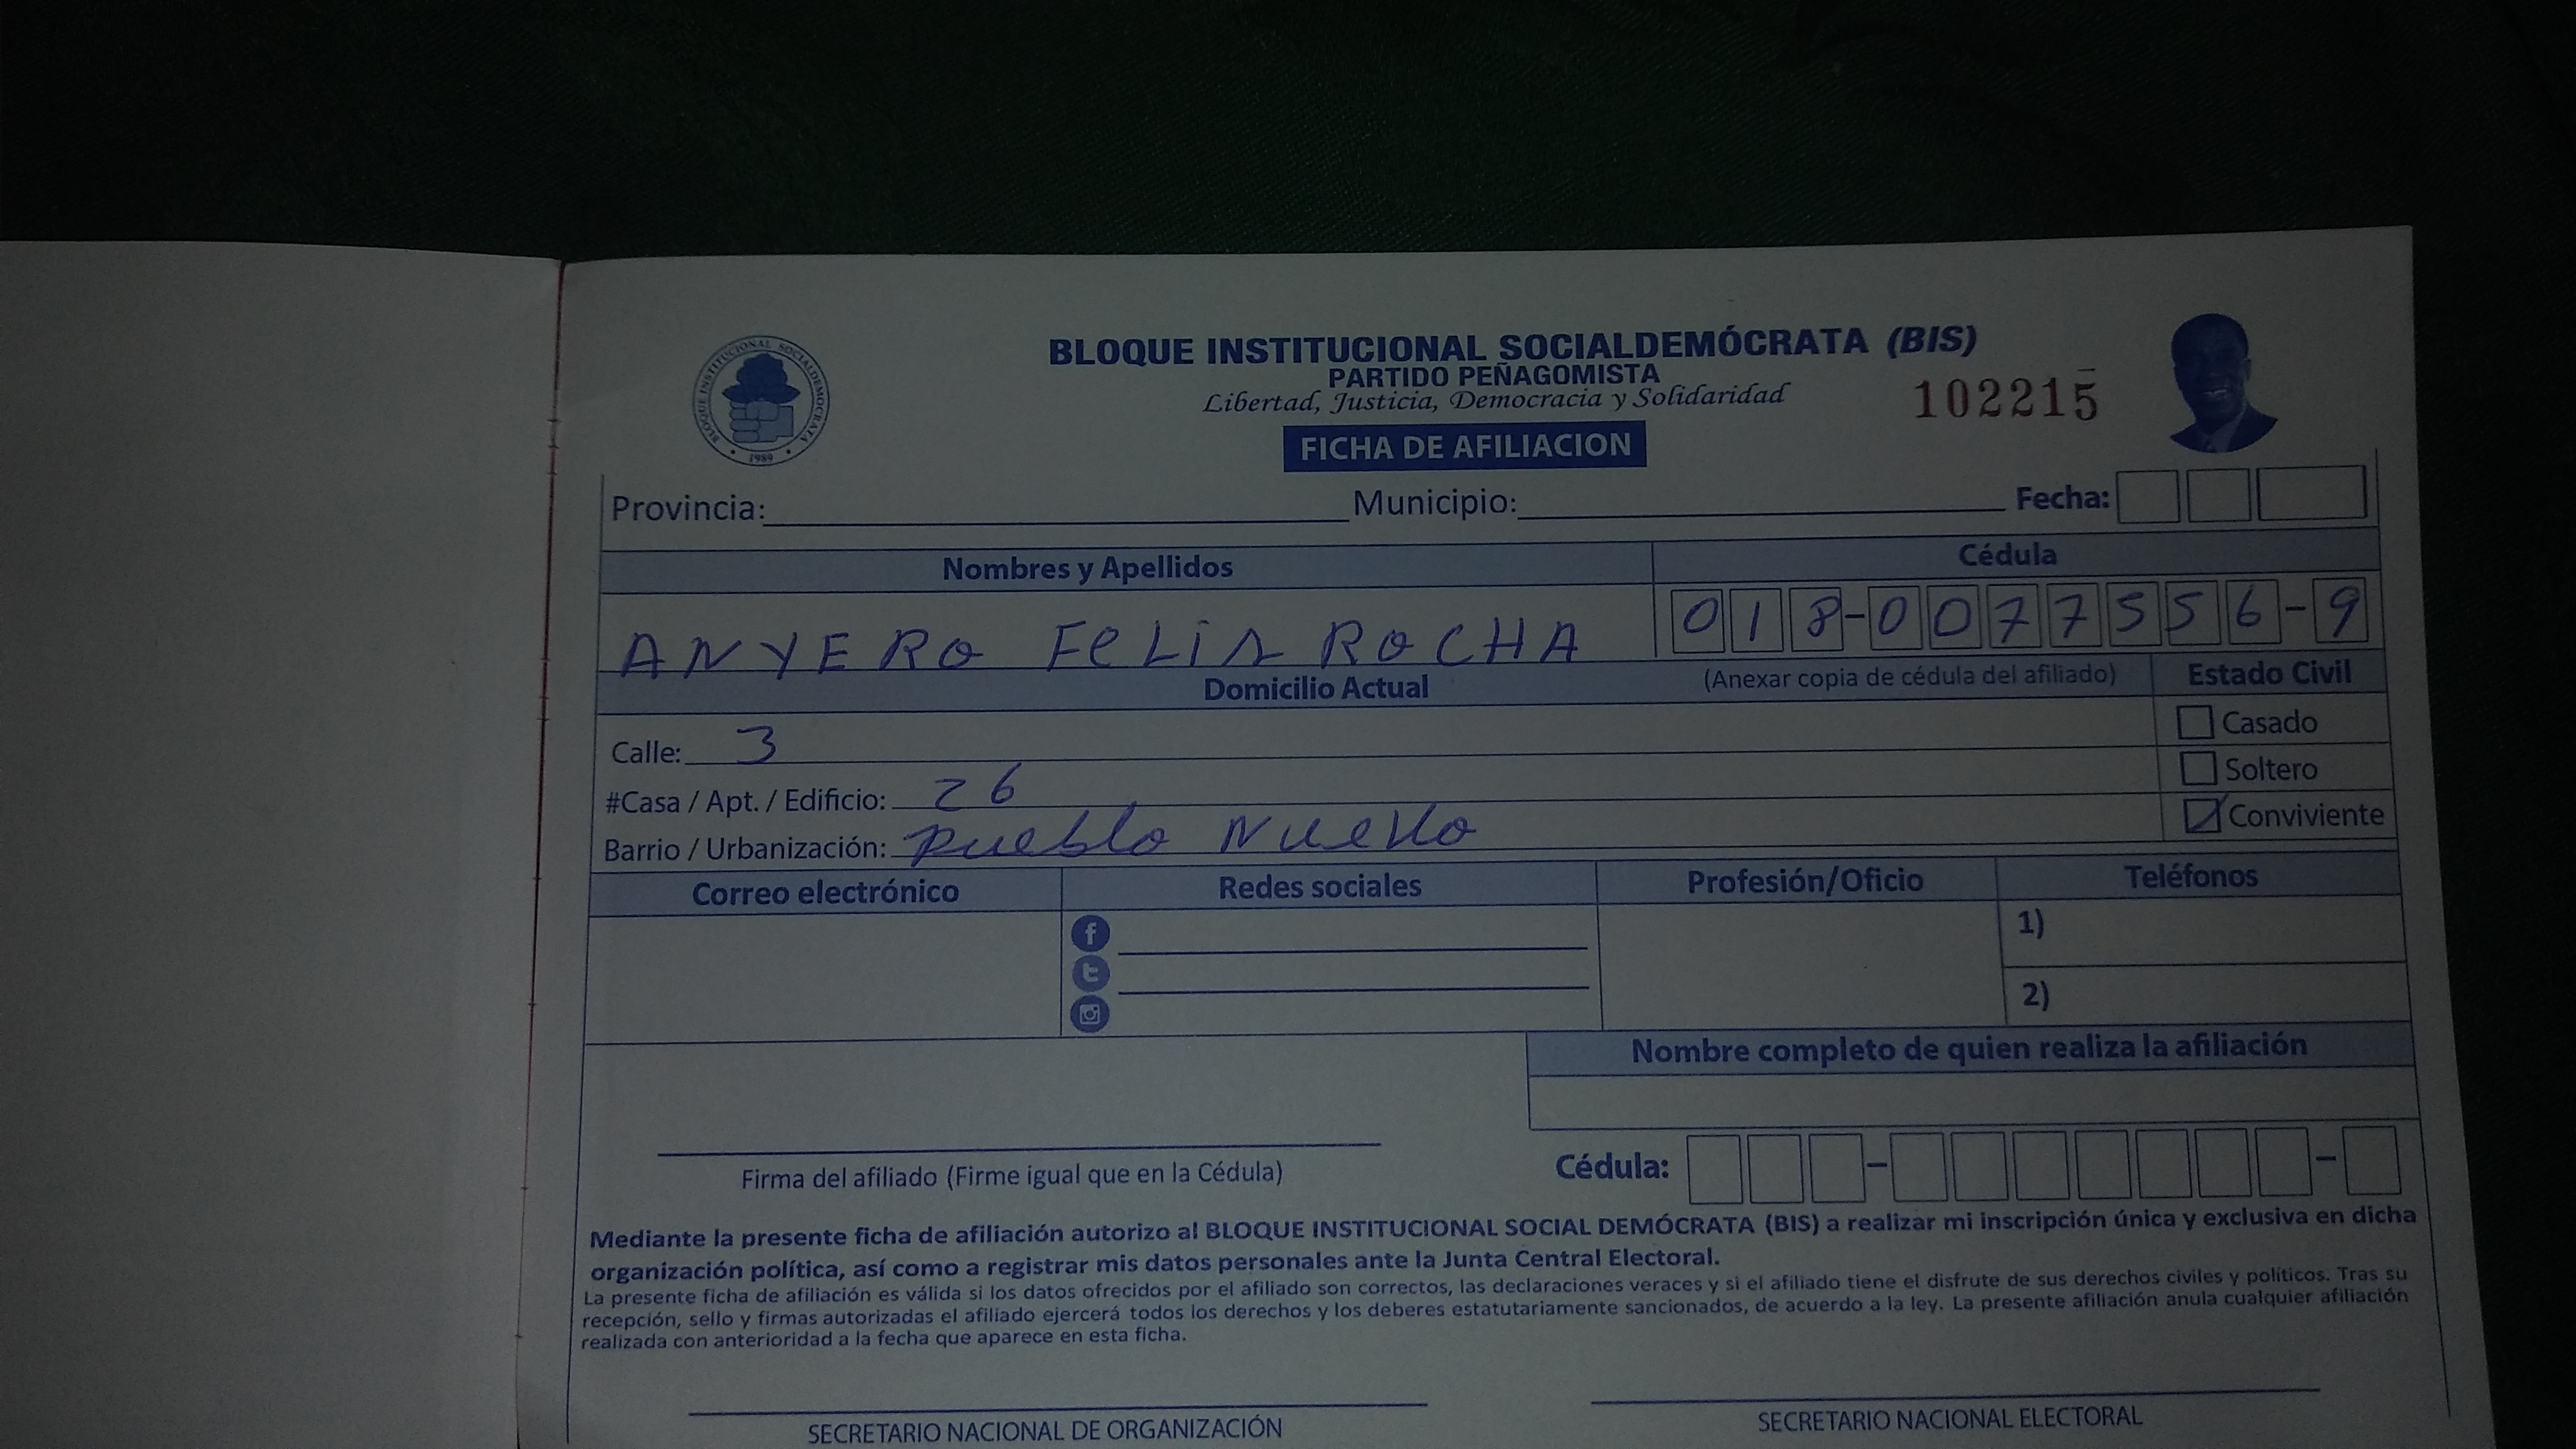 BLOQUE INSTITUCIONAL SOCIALDEMÓCRATA (BIS)
PARTIDO PEÑAGOMISTA
Libertad, Justicia, Democracia y Solidaridad
102215
BLOQUE INSTITUCIONAL SOCIALDEMOCRATA
1989
FICHA DE AFILIACION
Provincia: Municipio: Fecha:
Nombres y Apellidos Cédula
ANYERO FELIS ROCHA 018-0077556-9
Domicilio Actual (Anexar copia de cédula del afiliado) Estado Civil
Calle: 3 Casado
#Casa / Apt. / Edificio: 26 Soltero
Barrio / Urbanización: Pueblo Nuevo Conviviente
Correo electrónico Redes sociales Profesión/Oficio Teléfonos
1)
2)
Nombre completo de quien realiza la afiliación
Firma del afiliado (Firme igual que en la Cédula) Cédula:
Mediante la presente ficha de afiliación autorizo al BLOQUE INSTITUCIONAL SOCIAL DEMÓCRATA (BIS) a realizar mi inscripción única y exclusiva en dicha
organización política, así como a registrar mis datos personales ante la Junta Central Electoral.
La presente ficha de afiliación es válida si los datos ofrecidos por el afiliado son correctos, las declaraciones veraces y si el afiliado tiene el disfrute de sus derechos civiles y políticos. Tras su
recepción, sello y firmas autorizadas el afiliado ejercerá todos los derechos y los deberes estatutariamente sancionados, de acuerdo a la ley. La presente afiliación anula cualquier afiliación
realizada con anterioridad a la fecha que aparece en esta ficha.
SECRETARIO NACIONAL DE ORGANIZACIÓN SECRETARIO NACIONAL ELECTORAL